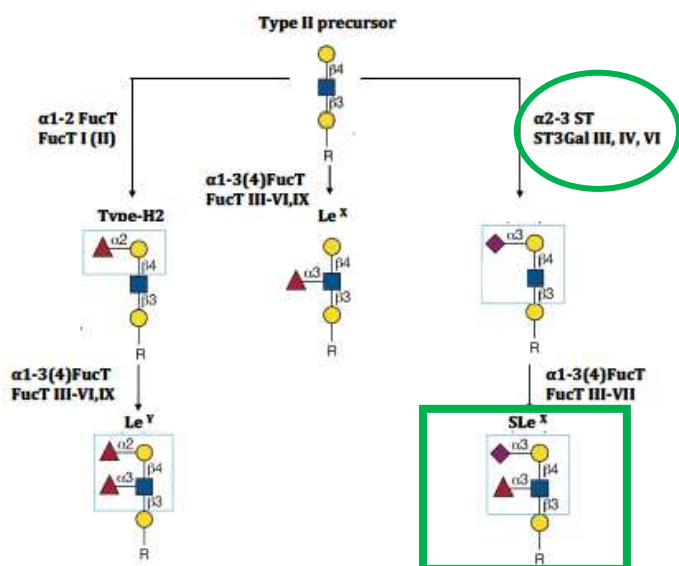 Type II precursor
β4
β3
R
α1-2 FucT
FucT I (II)
α1-3(4)FucT
FucT III-VI,IX
α2-3 ST
ST3Gal III, IV, VI
Type-H2
α2
β4
β3
R
Le X
α3
β4
β3
R
α3
β4
β3
R
α1-3(4)FucT
FucT III-VI,IX
α1-3(4)FucT
FucT III-VII
Le Y
α2
β4
α3
β3
R
SLe X
α3
β4
α3
β3
R